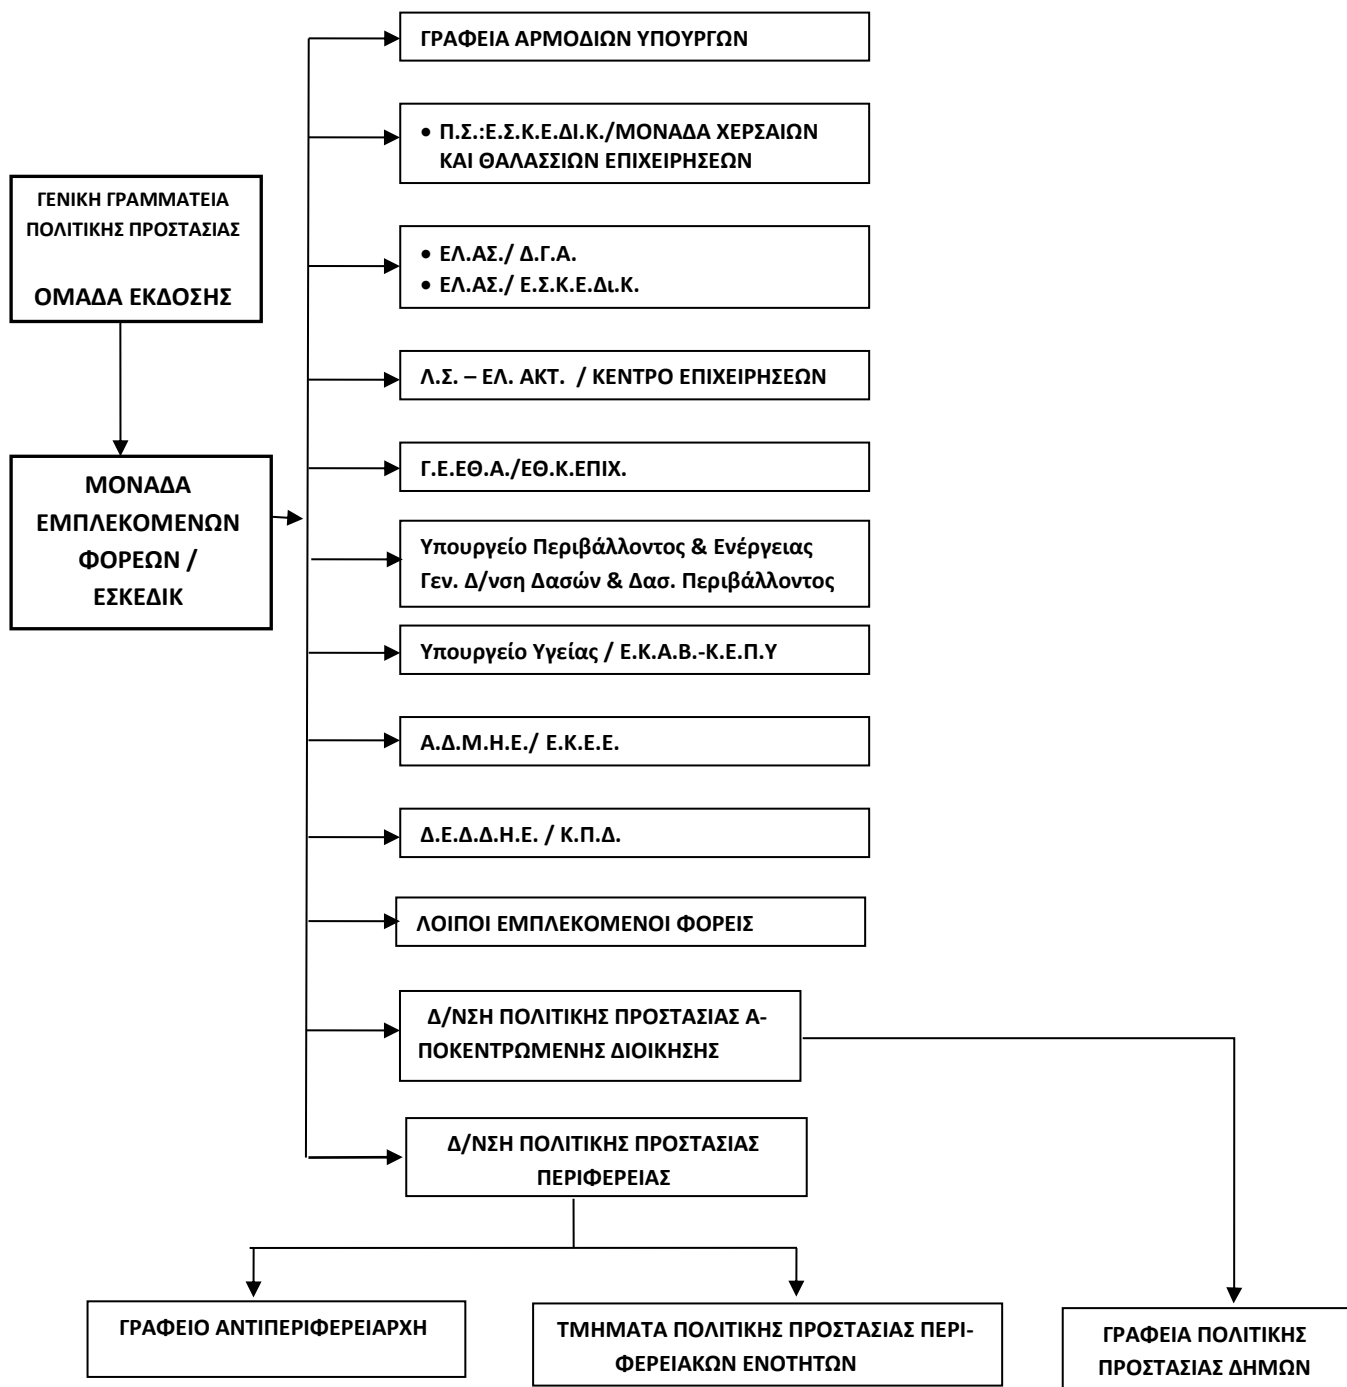 ΓΡΑΦΕΙΑ ΑΡΜΟΔΙΩΝ ΥΠΟΥΡΓΩΝ
• Π.Σ.:Ε.Σ.Κ.Ε.ΔΙ.Κ./ΜΟΝΑΔΑ ΧΕΡΣΑΙΩΝ
ΚΑΙ ΘΑΛΑΣΣΙΩΝ ΕΠΙΧΕΙΡΗΣΕΩΝ
ΓΕΝΙΚΗ ΓΡΑΜΜΑΤΕΙΑ
ΠΟΛΙΤΙΚΗΣ ΠΡΟΣΤΑΣΙΑΣ
ΟΜΑΔΑ ΕΚΔΟΣΗΣ
• ΕΛ.ΑΣ./ Δ.Γ.Α.
• ΕΛ.ΑΣ./ Ε.Σ.Κ.Ε.Δι.Κ.
Λ.Σ. – ΕΛ. ΑΚΤ. / ΚΕΝΤΡΟ ΕΠΙΧΕΙΡΗΣΕΩΝ
Γ.Ε.ΕΘ.Α./ΕΘ.Κ.ΕΠΙΧ.
ΜΟΝΑΔΑ
ΕΜΠΛΕΚΟΜΕΝΩΝ
ΦΟΡΕΩΝ /
ΕΣΚΕΔΙΚ
Υπουργείο Περιβάλλοντος & Ενέργειας
Γεν. Δ/νση Δασών & Δασ. Περιβάλλοντος
Υπουργείο Υγείας / Ε.Κ.Α.Β.-Κ.Ε.Π.Υ
Α.Δ.Μ.Η.Ε./ Ε.Κ.Ε.Ε.
Δ.Ε.Δ.Δ.Η.Ε. / Κ.Π.Δ.
ΛΟΙΠΟΙ ΕΜΠΛΕΚΟΜΕΝΟΙ ΦΟΡΕΙΣ
Δ/ΝΣΗ ΠΟΛΙΤΙΚΗΣ ΠΡΟΣΤΑΣΙΑΣ Α-
ΠΟΚΕΝΤΡΩΜΕΝΗΣ ΔΙΟΙΚΗΣΗΣ
Δ/ΝΣΗ ΠΟΛΙΤΙΚΗΣ ΠΡΟΣΤΑΣΙΑΣ
ΠΕΡΙΦΕΡΕΙΑΣ
ΓΡΑΦΕΙΟ ΑΝΤΙΠΕΡΙΦΕΡΕΙΑΡΧΗ
ΤΜΗΜΑΤΑ ΠΟΛΙΤΙΚΗΣ ΠΡΟΣΤΑΣΙΑΣ ΠΕΡΙ-
ΦΕΡΕΙΑΚΩΝ ΕΝΟΤΗΤΩΝ
ΓΡΑΦΕΙΑ ΠΟΛΙΤΙΚΗΣ
ΠΡΟΣΤΑΣΙΑΣ ΔΗΜΩΝ